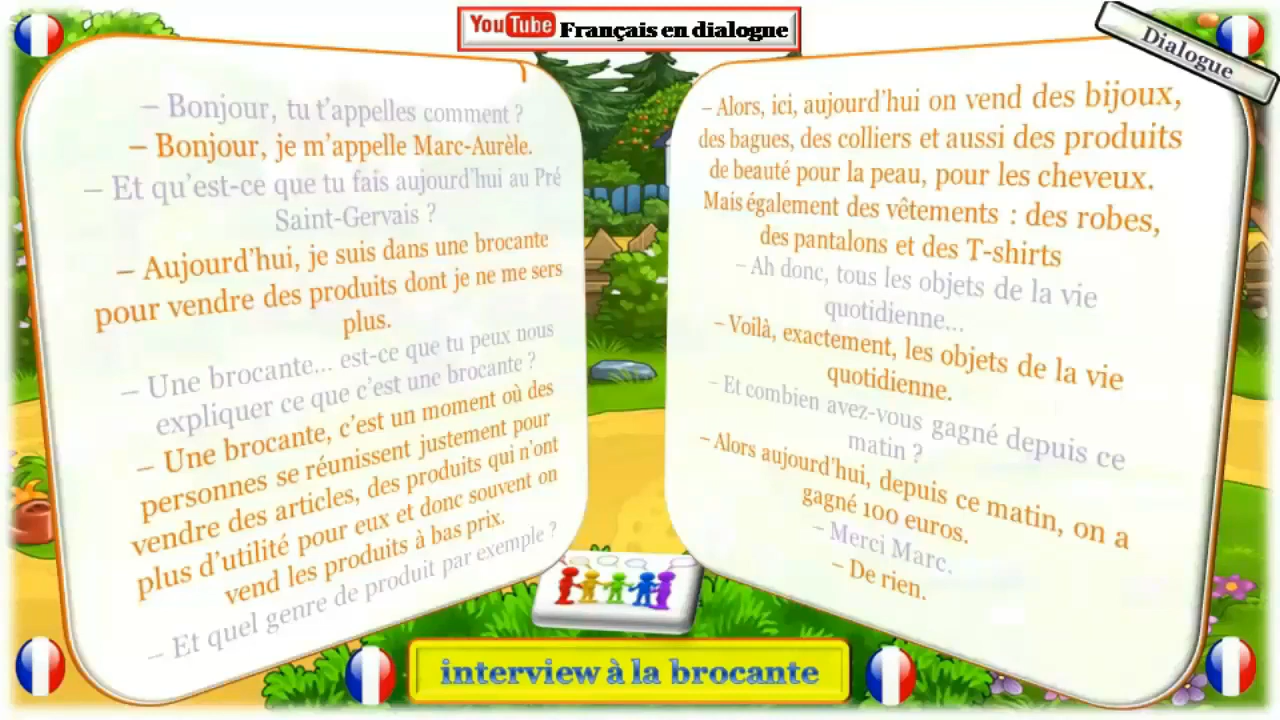 YouTube Français en dialogue
Dialogue
– Bonjour, tu t'appelles comment ?
– Bonjour, je m'appelle Marc-Aurèle.
– Et qu'est-ce que tu fais aujourd'hui au Pré
Saint-Gervais ?
– Aujourd'hui, je suis dans une brocante
pour vendre des produits dont je ne me sers
plus.
– Une brocante... est-ce que tu peux nous
expliquer ce que c'est une brocante ?
– Une brocante, c'est un moment où des
personnes se réunissent justement pour
vendre des articles, des produits qui n'ont
plus d'utilité pour eux et donc souvent on
vend les produits à bas prix.
– Et quel genre de produit par exemple ?
– Alors, ici, aujourd'hui on vend des bijoux,
des bagues, des colliers et aussi des produits
de beauté pour la peau, pour les cheveux.
Mais également des vêtements : des robes,
des pantalons et des T-shirts
– Ah donc, tous les objets de la vie
quotidienne...
– Voilà, exactement, les objets de la vie
quotidienne.
– Et combien avez-vous gagné depuis ce
matin ?
– Alors aujourd'hui, depuis ce matin, on a
gagné 100 euros.
– Merci Marc.
– De rien.
interview à la brocante